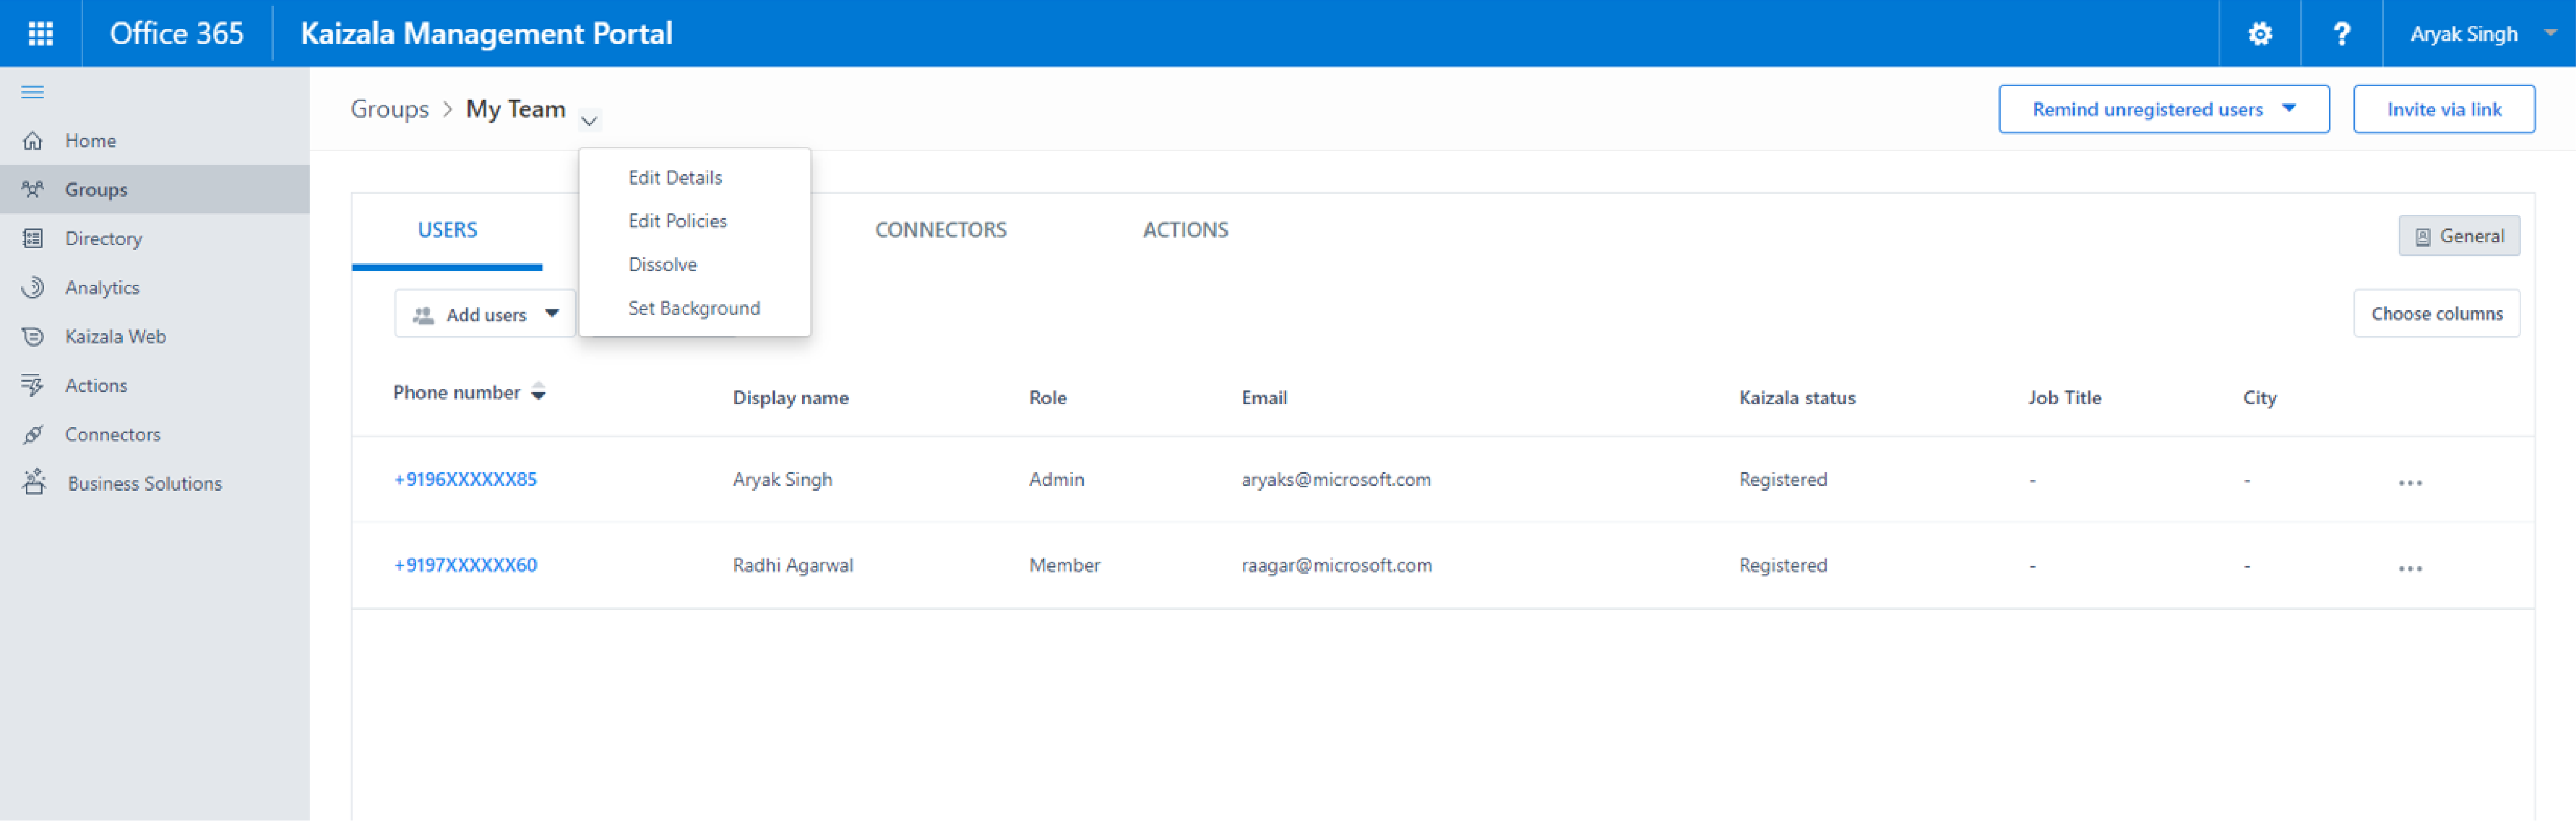 Office 365 Kaizala Management Portal ? Aryak Singh
Groups > My Team Remind unregistered users Invite via link
Home
Groups
Directory
Analytics
Kaizala Web
Actions
Connectors
Business Solutions
Edit Details
Edit Policies
Dissolve
Set Background
USERS CONNECTORS ACTIONS General
Add users Choose columns
Phone number Display name Role Email Kaizala status Job Title City
+9196XXXXXX85 Aryak Singh Admin aryaks@microsoft.com Registered - - ...
+9197XXXXXX60 Radhi Agarwal Member raagar@microsoft.com Registered - - ...